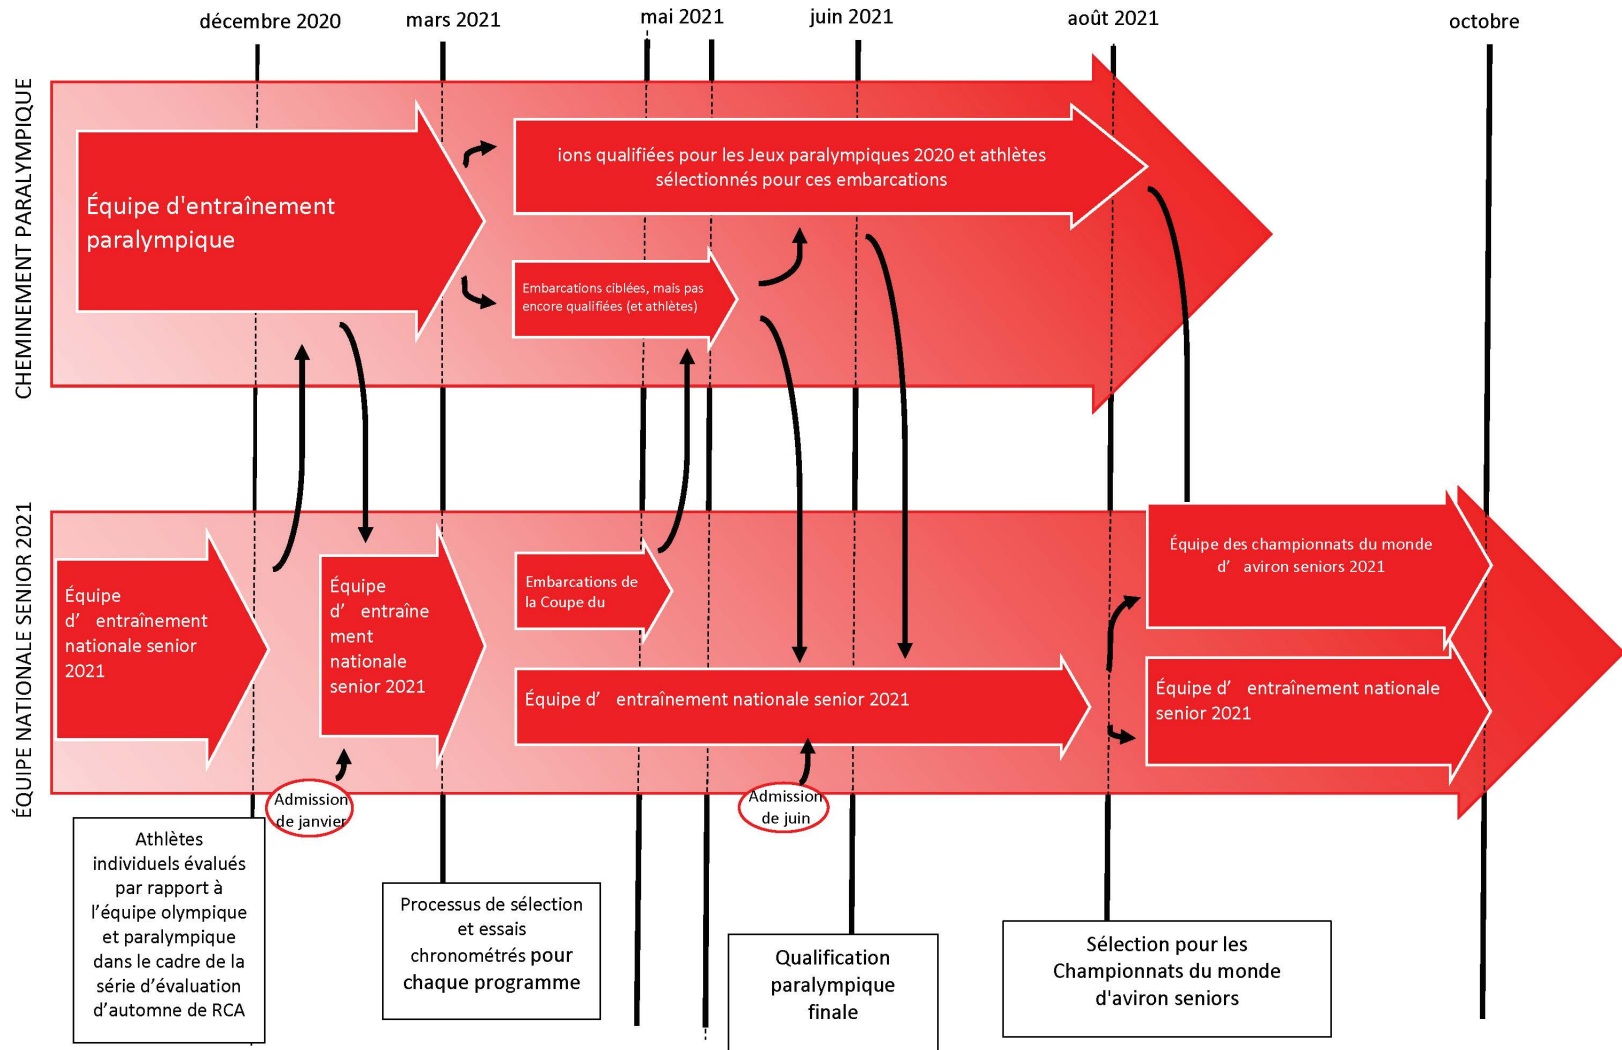 décembre 2020
mars 2021
mai 2021
juin 2021
août 2021
octobre
CHEMINEMENT PARALYMPIQUE
Équipe d'entraînement
paralympique
ions qualifiées pour les Jeux paralympiques 2020 et athlètes
sélectionnés pour ces embarcations
Embarcations ciblées, mais pas
encore qualifiées (et athlètes)
ÉQUIPE NATIONALE SENIOR 2021
Équipe
d’ entraînement
nationale senior
2021
Équipe
d’ entraîne
ment
nationale
senior 2021
Embarcations de
la Coupe du
Équipe d’ entraînement nationale senior 2021
Équipe des championnats du monde
d’ aviron seniors 2021
Équipe d’ entraînement nationale
senior 2021
Admission
de janvier
Admission
de juin
Athlètes
individuels évalués
par rapport à
l’équipe olympique
et paralympique
dans le cadre de la
série d’évaluation
d’automne de RCA
Processus de sélection
et essais
chronométrés pour
chaque programme
Qualification
paralympique
finale
Sélection pour les
Championnats du monde
d'aviron seniors